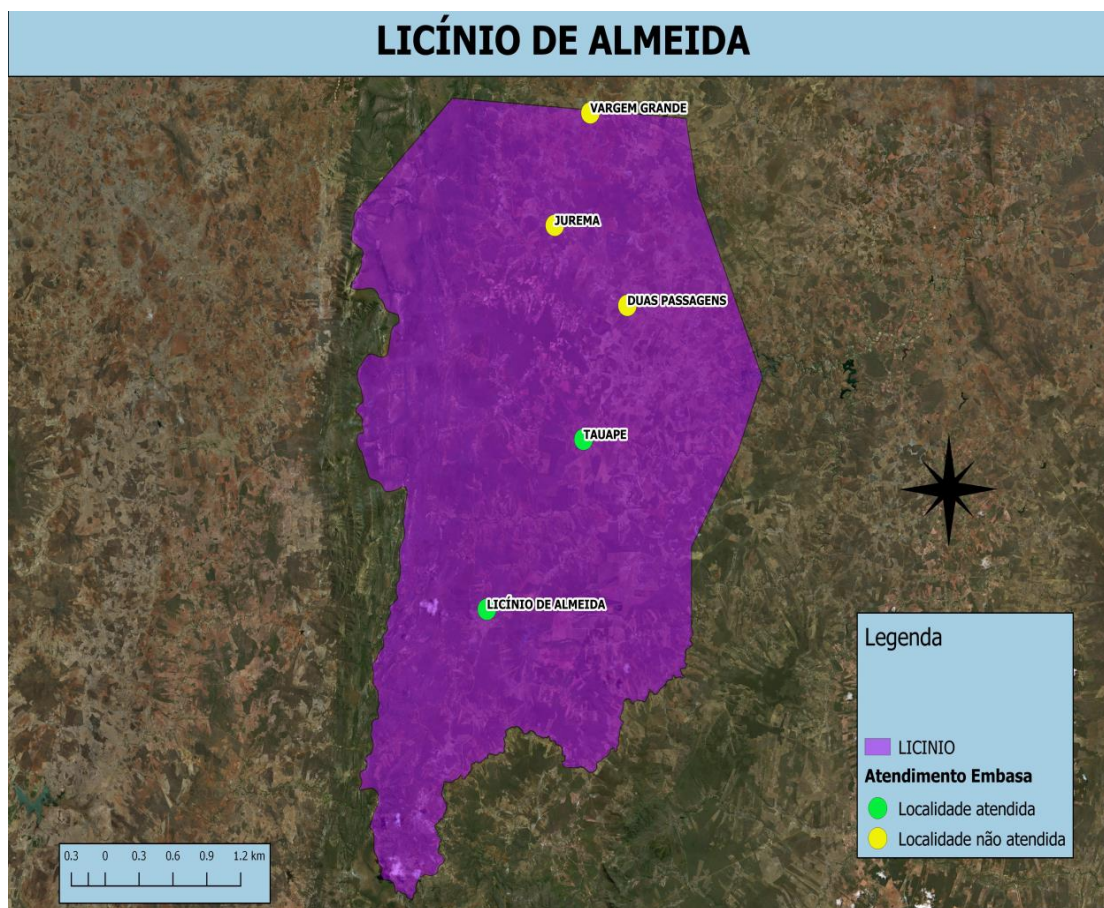 LICÍNIO DE ALMEIDA
VARGEM GRANDE
JUREMA
DUAS PASSAGENS
TAUAPE
LICÍNIO DE ALMEIDA
Legenda
LICINIO
Atendimento Embasa
Localidade atendida
Localidade não atendida
0.3 0 0.3 0.6 0.9 1.2 km